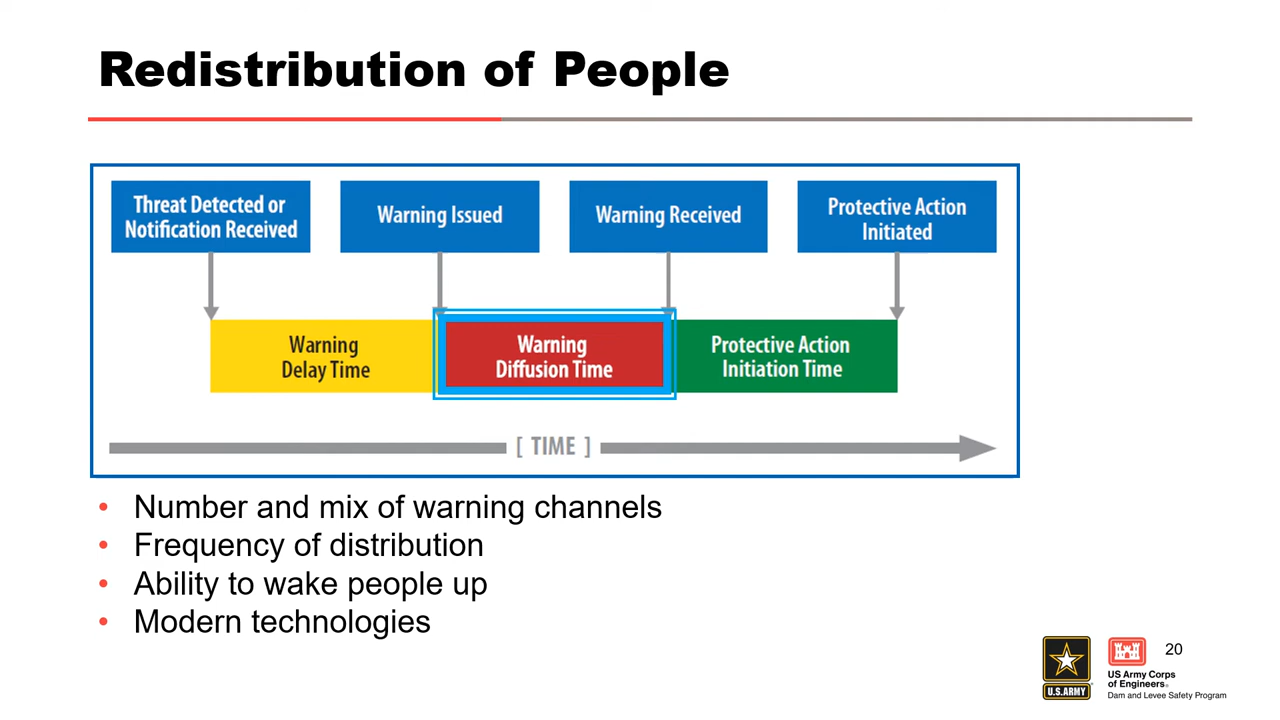 Redistribution of People
Threat Detected or
Notification Received
Warning Issued
Warning Received
Protective Action
Initiated
Warning
Delay Time
Warning
Diffusion Time
Protective Action
Initiation Time
[ TIME ]
• Number and mix of warning channels
• Frequency of distribution
• Ability to wake people up
• Modern technologies
U.S.ARMY
US Army Corps
of Engineers®
Dam and Levee Safety Program
20